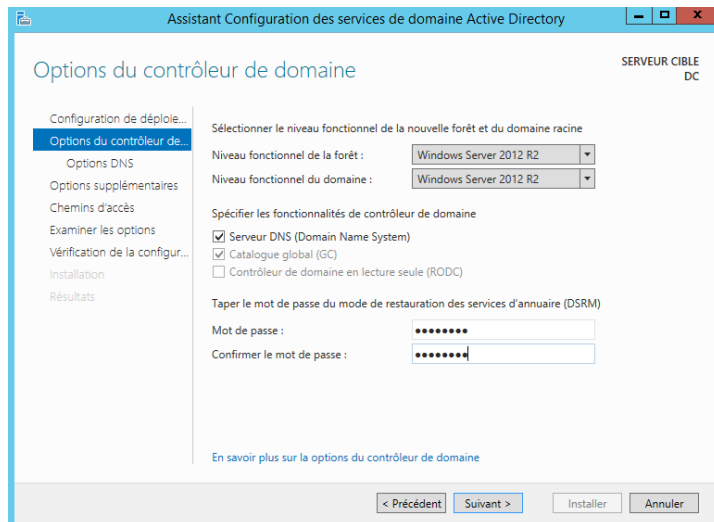 Assistant Configuration des services de domaine Active Directory
Options du contrôleur de domaine
SERVEUR CIBLE
DC
Configuration de déploie...
Options du contrôleur de...
Options DNS
Options supplémentaires
Chemins d'accès
Examiner les options
Vérification de la configur...
Installation
Résultats
Sélectionner le niveau fonctionnel de la nouvelle forêt et du domaine racine
Niveau fonctionnel de la forêt : Windows Server 2012 R2
Niveau fonctionnel du domaine : Windows Server 2012 R2
Spécifier les fonctionnalités de contrôleur de domaine
Serveur DNS (Domain Name System)
Catalogue global (GC)
Contrôleur de domaine en lecture seule (RODC)
Taper le mot de passe du mode de restauration des services d'annuaire (DSRM)
Mot de passe : ••••••••
Confirmer le mot de passe : ••••••••
En savoir plus sur la options du contrôleur de domaine
< Précédent Suivant > Installer Annuler